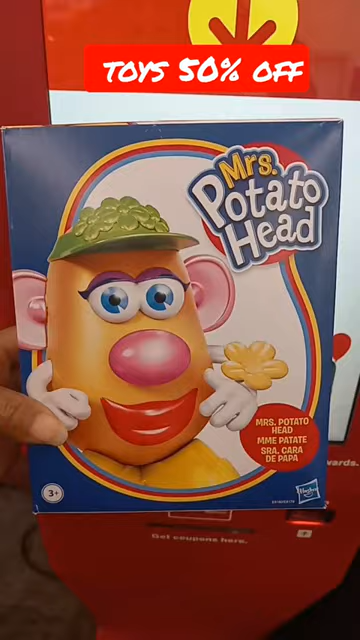 TOYS 50% OFF
Mrs.
Potato
Head
MRS. POTATO
HEAD
MME PATATE
SRA. CARA
DE PAPA
3+
Hasbro
Get coupons here.